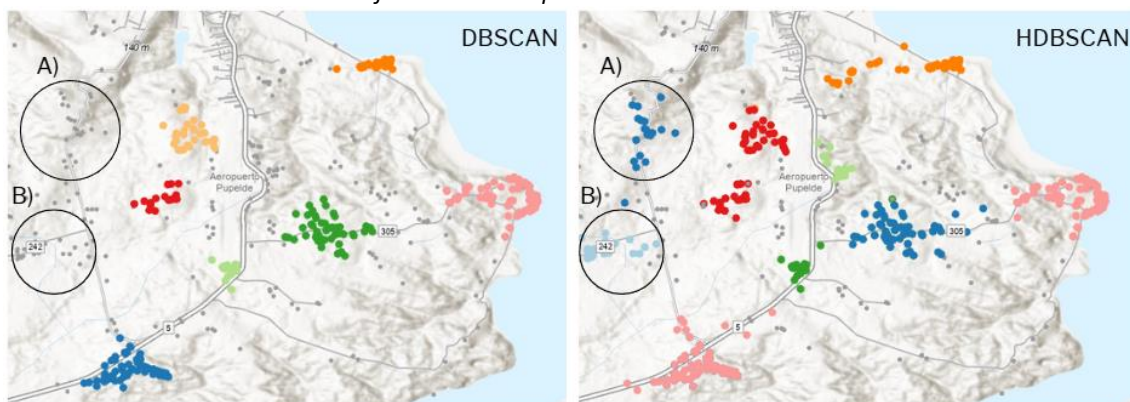 DBSCAN
140 m
A)
B)
Aeropuerto
Pupelde
242
305
5
HDBSCAN
140 m
A)
B)
Aeropuerto
Pupelde
242
305
5